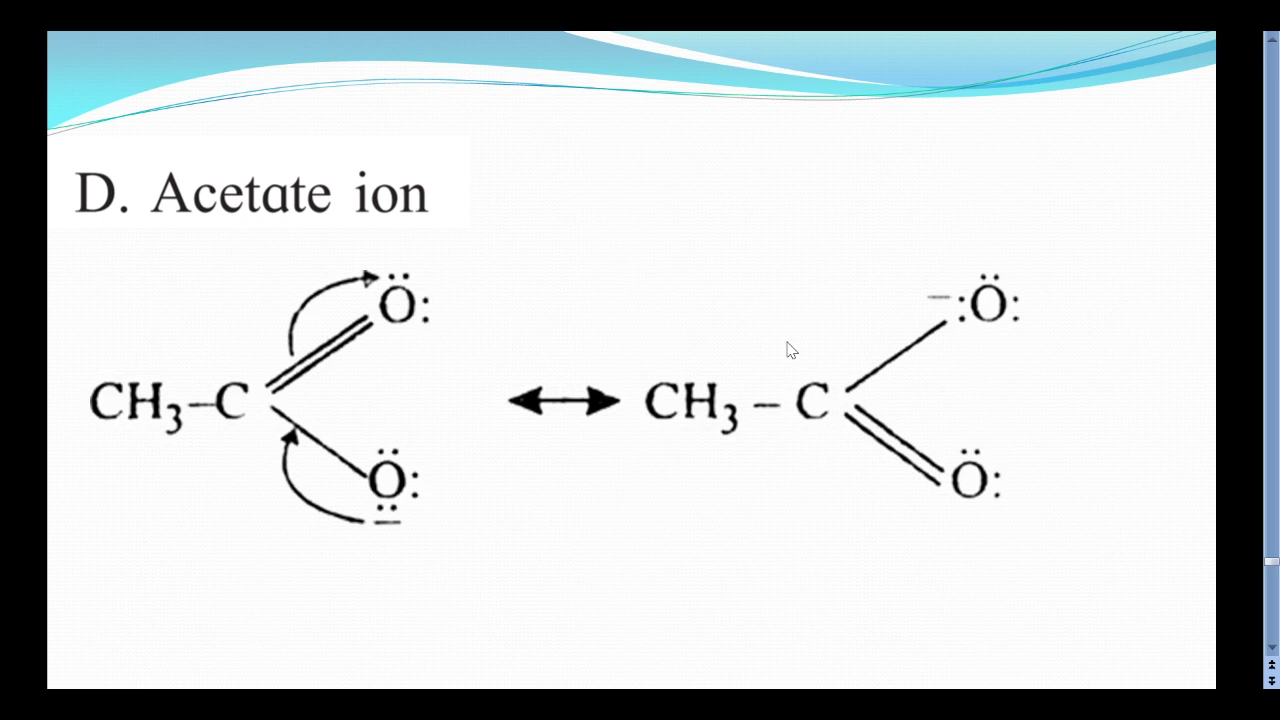 D. Acetate ion
Ö: −:Ö:
CH₃–C ↔ CH₃ – C
:Ö: Ö:
−